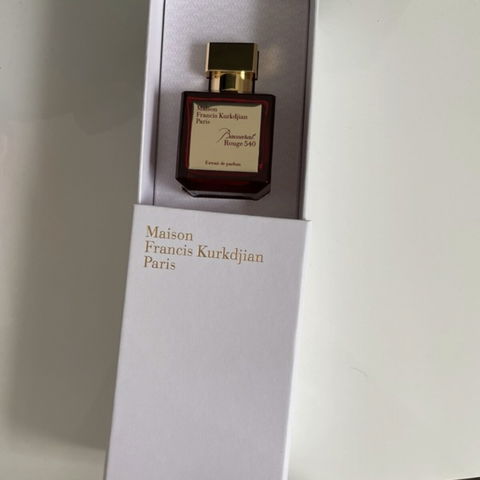 Maison
Francis Kurkdjian
Paris
Baccarat
Rouge 540
Extrait de parfum
Maison
Francis Kurkdjian
Paris